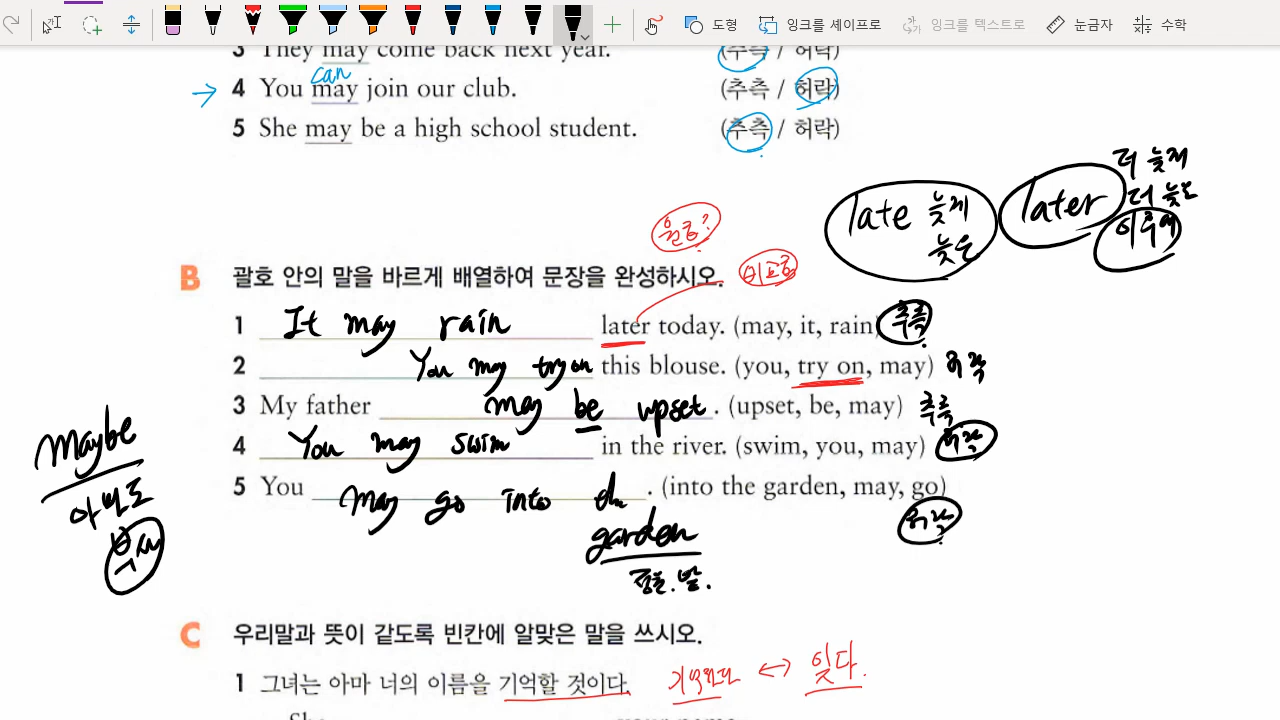 도형 잉크를 셰이프로 잉크를 텍스트로 눈금자 수학
3 They may come back next year. (추측 / 허락)
can
4 You may join our club. (추측 / 허락)
5 She may be a high school student. (추측 / 허락)
late 늦게 늦은
later 더 늦게 더 늦은 이후에
원급?
B 괄호 안의 말을 바르게 배열하여 문장을 완성하시오. 비교급
1 It may rain later today. (may, it, rain) 추측
2 You may try on this blouse. (you, try on, may) 허락
3 My father may be upset. (upset, be, may) 추측
4 You may swim in the river. (swim, you, may) 허락
5 You may go into the garden. (into the garden, may, go)
허락
정원. 밭.
maybe
아마도
부사
C 우리말과 뜻이 같도록 빈칸에 알맞은 말을 쓰시오.
1 그녀는 아마 너의 이름을 기억할 것이다. 기억하다 ↔ 잊다.
She your name